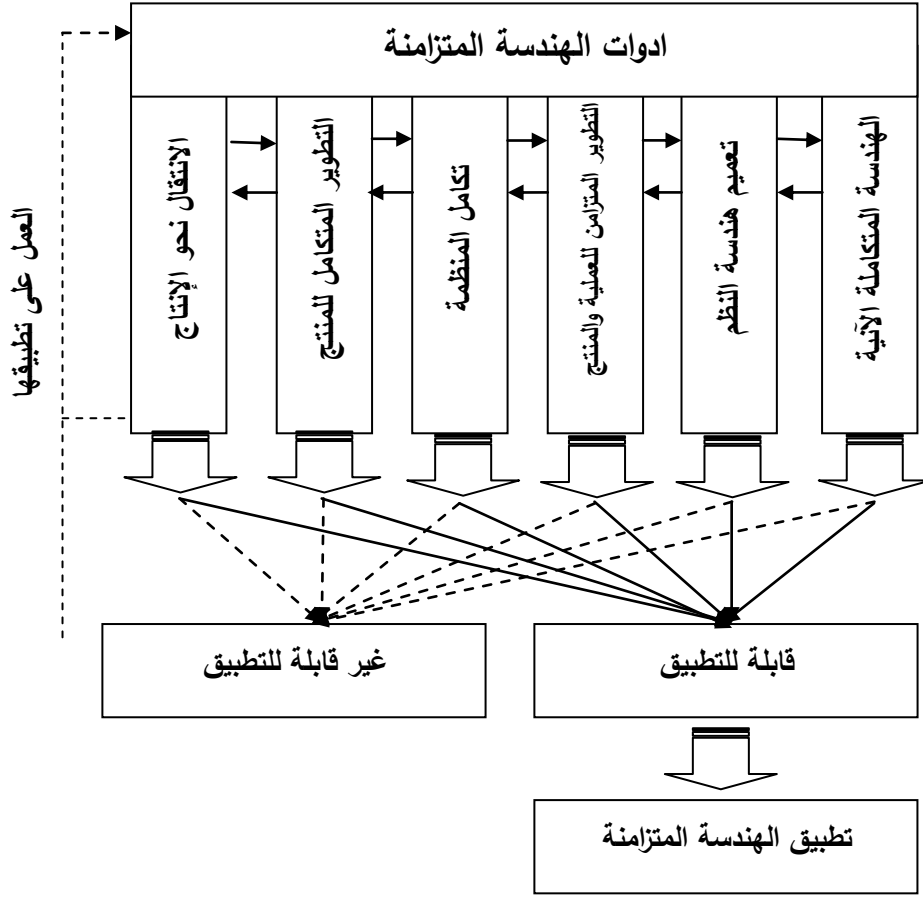 ادوات الهندسة المتزامنة
الهندسة المتكاملة الآنية
تعميم هندسة النظم
التطوير المتزامن للعملية والمنتج
تكامل المنظمة
التطوير المتكامل للمنتج
الانتقال نحو الإنتاج
العمل على تطبيقها
قابلة للتطبيق
غير قابلة للتطبيق
تطبيق الهندسة المتزامنة